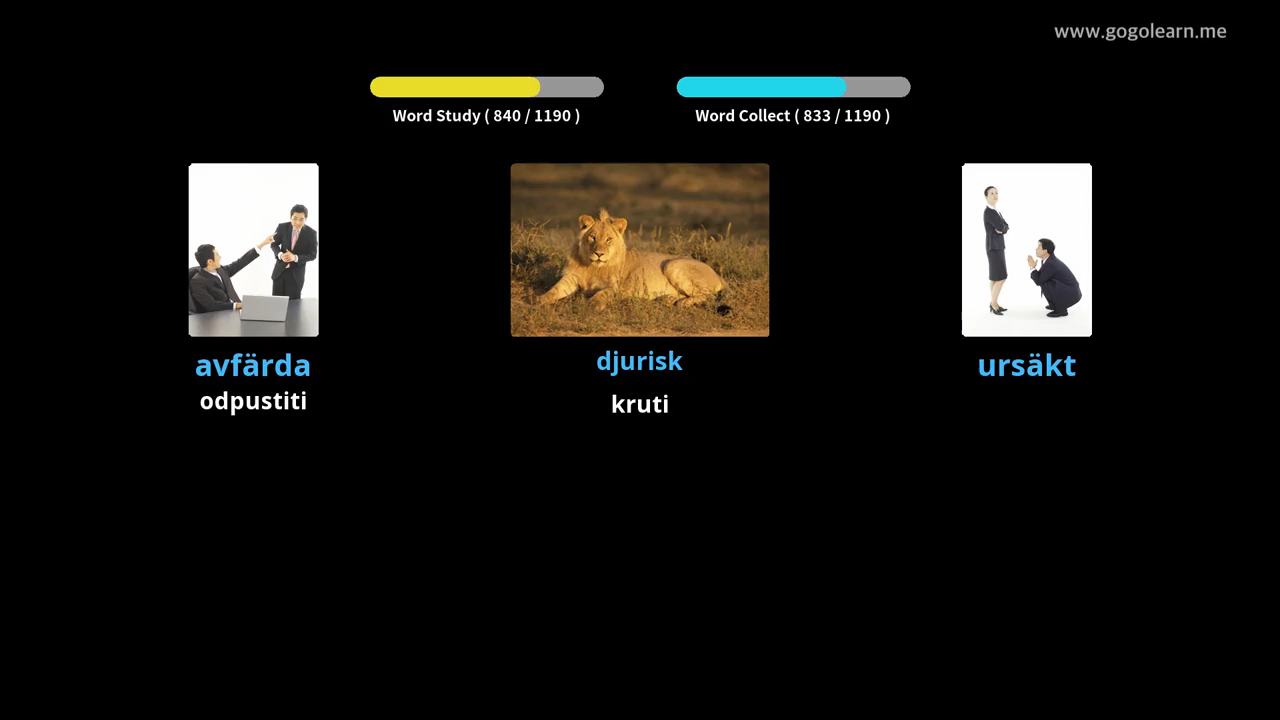 www.gogolearn.me
Word Study ( 840 / 1190 )
Word Collect ( 833 / 1190 )
avfärda
odpustiti
djurisk
kruti
ursäkt